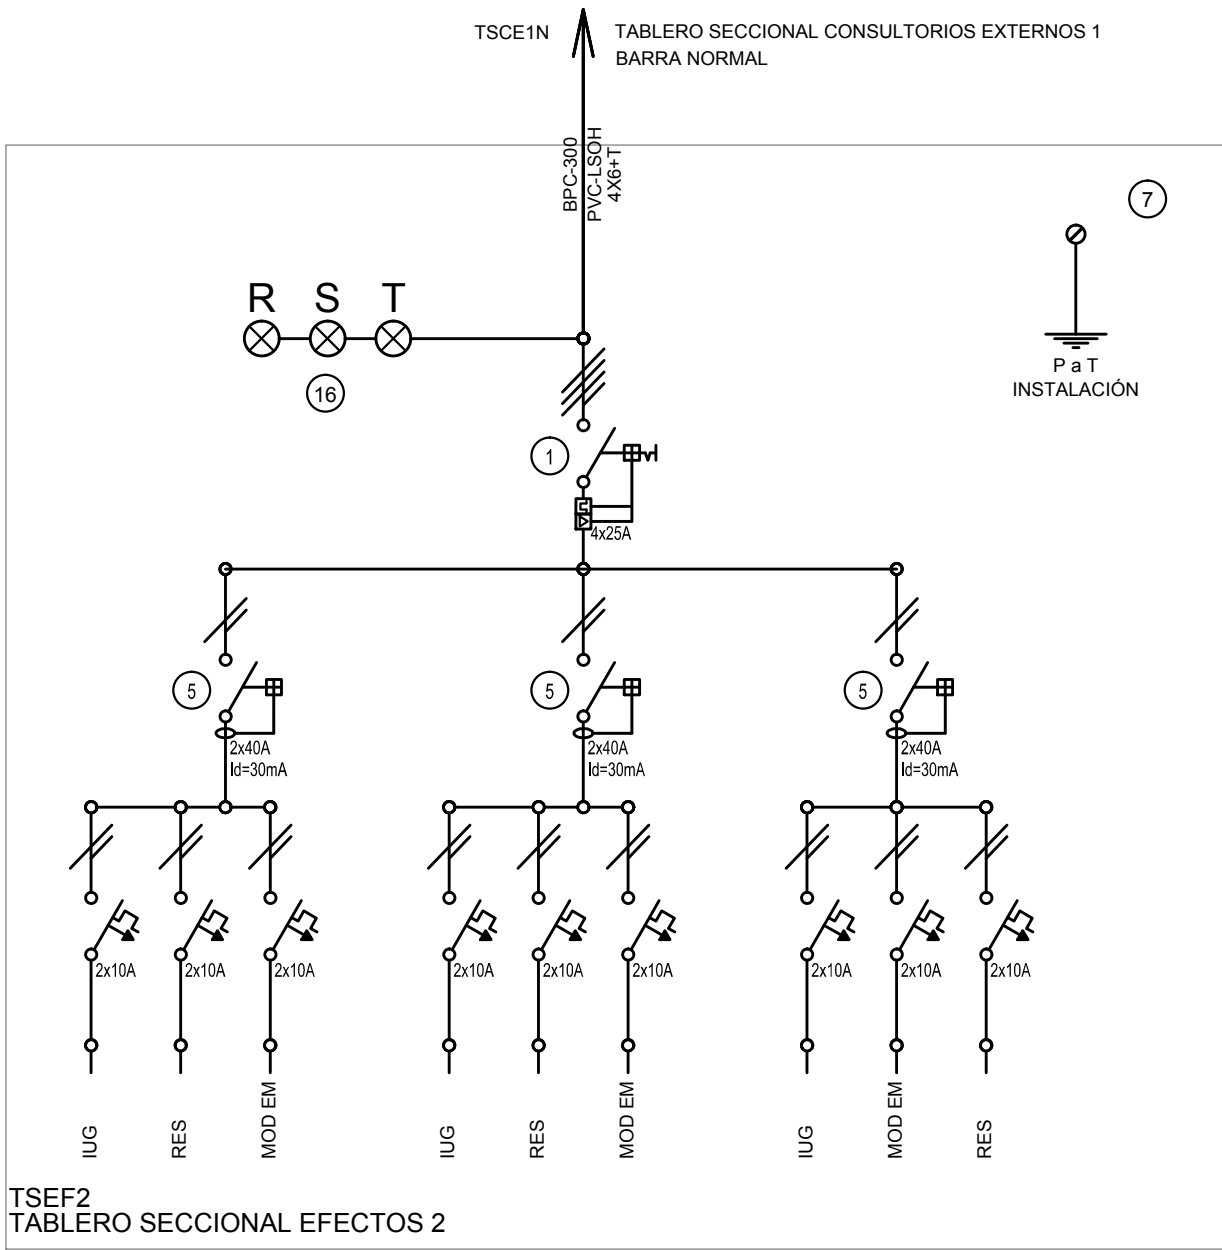 TSCE1N
TABLERO SECCIONAL CONSULTORIOS EXTERNOS 1
BARRA NORMAL
BPC-300
PVC-LSOH
4X6+T
7
R S T
16
P a T
INSTALACIÓN
1
4x25A
5
2x40A
Id=30mA
5
2x40A
Id=30mA
5
2x40A
Id=30mA
2x10A
2x10A
2x10A
2x10A
2x10A
2x10A
2x10A
2x10A
2x10A
IUG
RES
MOD EM
IUG
RES
MOD EM
IUG
MOD EM
RES
TSEF2
TABLERO SECCIONAL EFECTOS 2